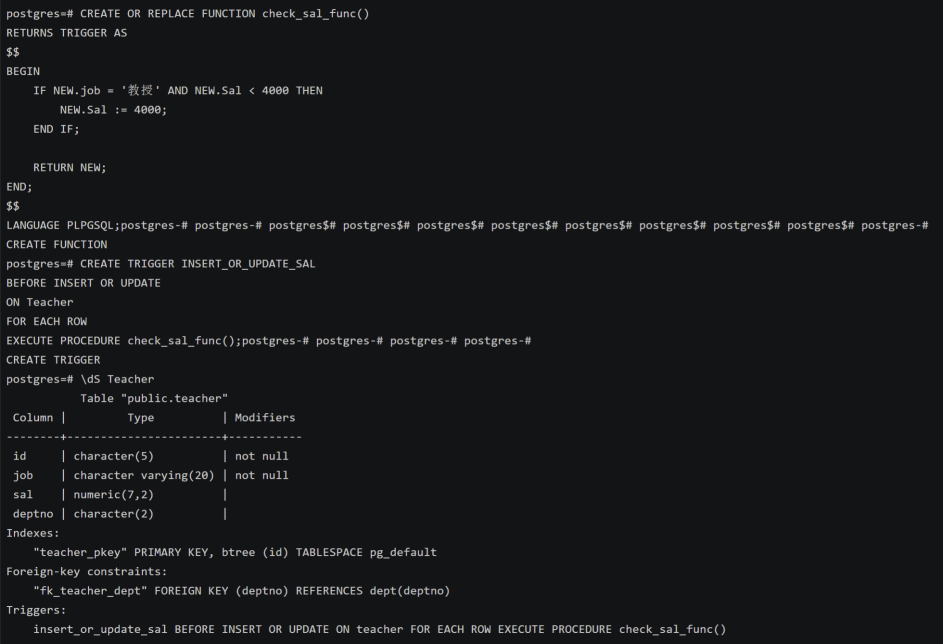 postgres=# CREATE OR REPLACE FUNCTION check_sal_func()
RETURNS TRIGGER AS
$$
BEGIN
    IF NEW.job = '教授' AND NEW.Sal < 4000 THEN
        NEW.Sal := 4000;
    END IF;

    RETURN NEW;
END;
$$
LANGUAGE PLPGSQL;postgres-# postgres-# postgres$# postgres$# postgres$# postgres$# postgres$# postgres$# postgres$# postgres$# postgres-#
CREATE FUNCTION
postgres=# CREATE TRIGGER INSERT_OR_UPDATE_SAL
BEFORE INSERT OR UPDATE
ON Teacher
FOR EACH ROW
EXECUTE PROCEDURE check_sal_func();postgres-# postgres-# postgres-# postgres-#
CREATE TRIGGER
postgres=# \dS Teacher
           Table "public.teacher"
 Column |         Type          | Modifiers
--------+-----------------------+-----------
 id     | character(5)          | not null
 job    | character varying(20) | not null
 sal    | numeric(7,2)          |
 deptno | character(2)          |
Indexes:
    "teacher_pkey" PRIMARY KEY, btree (id) TABLESPACE pg_default
Foreign-key constraints:
    "fk_teacher_dept" FOREIGN KEY (deptno) REFERENCES dept(deptno)
Triggers:
    insert_or_update_sal BEFORE INSERT OR UPDATE ON teacher FOR EACH ROW EXECUTE PROCEDURE check_sal_func()